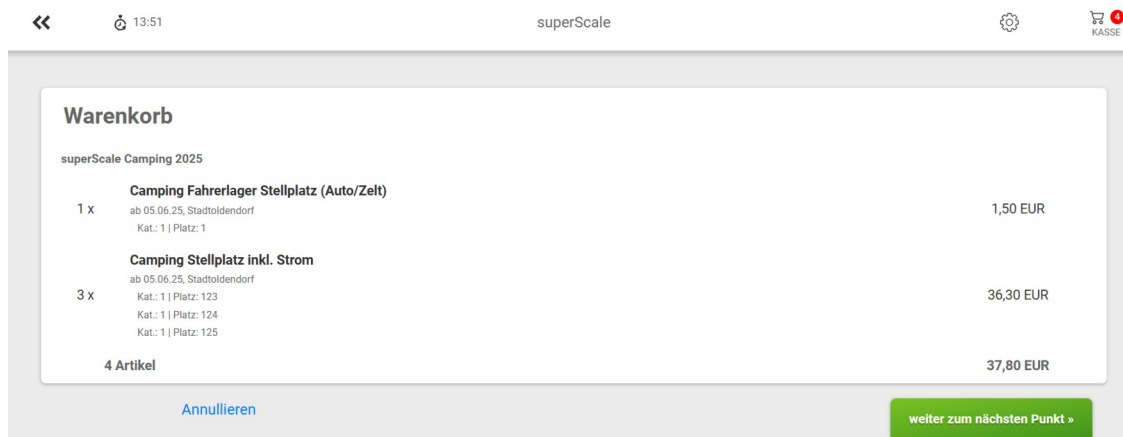 13:51
superScale
4
KASSE
Warenkorb
superScale Camping 2025
Camping Fahrerlager Stellplatz (Auto/Zelt)
1 x
ab 05.06.25, Stadtoldendorf
1,50 EUR
Kat.: 1 | Platz: 1
Camping Stellplatz inkl. Strom
ab 05.06.25, Stadtoldendorf
3 x
Kat.: 1 | Platz: 123
36,30 EUR
Kat.: 1 | Platz: 124
Kat.: 1 | Platz: 125
4 Artikel
37,80 EUR
Annullieren
weiter zum nächsten Punkt »